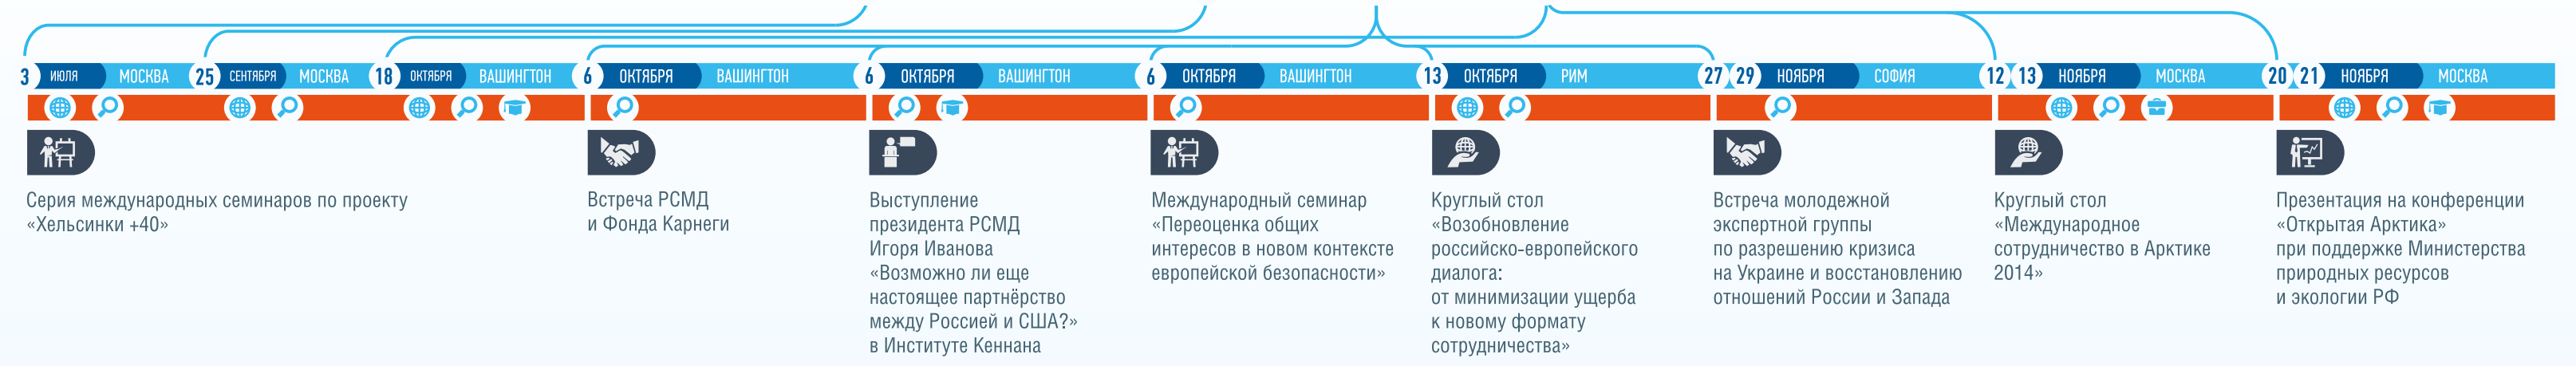 3 ИЮЛЯ МОСКВА 25 СЕНТЯБРЯ МОСКВА 18 ОКТЯБРЯ ВАШИНГТОН 6 ОКТЯБРЯ ВАШИНГТОН 6 ОКТЯБРЯ ВАШИНГТОН 6 ОКТЯБРЯ ВАШИНГТОН 13 ОКТЯБРЯ РИМ 27 29 НОЯБРЯ СОФИЯ 12 13 НОЯБРЯ МОСКВА 20 21 НОЯБРЯ МОСКВА
Серия международных семинаров по проекту
«Хельсинки +40»
Встреча РСМД
и Фонда Карнеги
Выступление
президента РСМД
Игоря Иванова
«Возможно ли еще
настоящее партнёрство
между Россией и США?»
в Институте Кеннана
Международный семинар
«Переоценка общих
интересов в новом контексте
европейской безопасности»
Круглый стол
«Возобновление
российско-европейского
диалога:
от минимизации ущерба
к новому формату
сотрудничества»
Встреча молодежной
экспертной группы
по разрешению кризиса
на Украине и восстановлению
отношений России и Запада
Круглый стол
«Международное
сотрудничество в Арктике
2014»
Презентация на конференции
«Открытая Арктика»
при поддержке Министерства
природных ресурсов
и экологии РФ